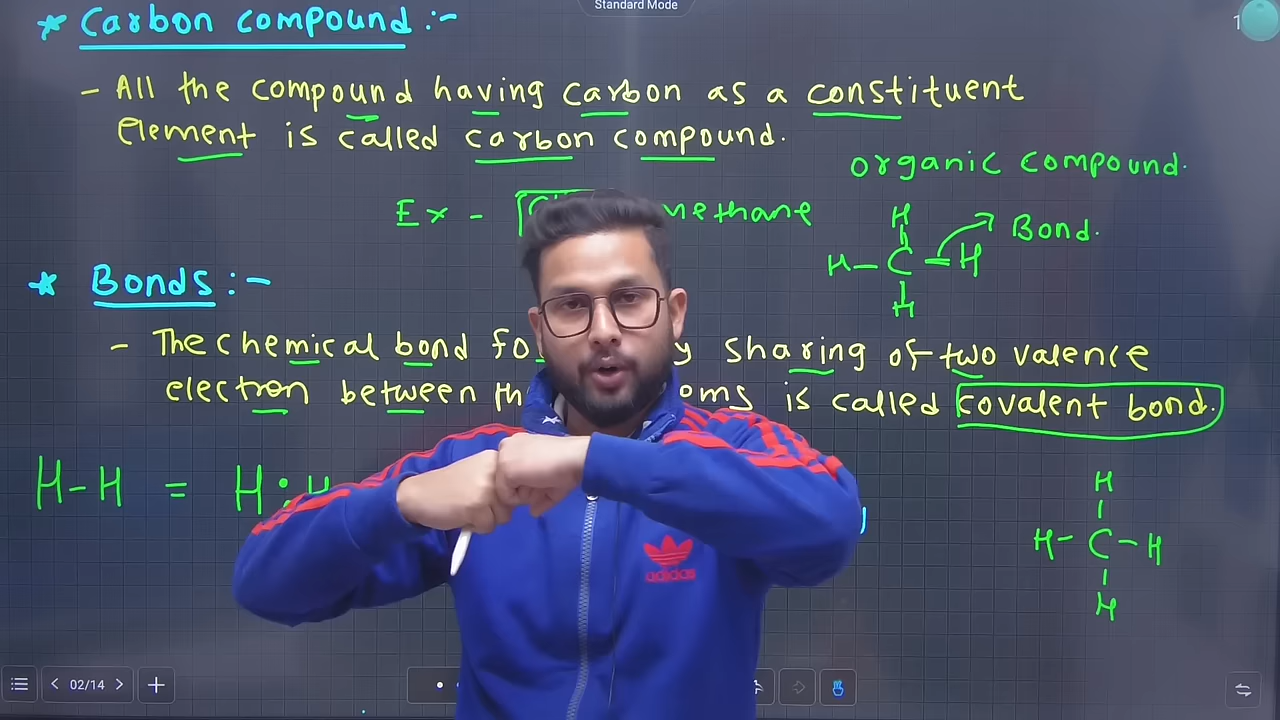 Standard Mode
1
* Carbon compound :-
- All the compound having carbon as a constituent
element is called carbon compound.
organic compound.
Ex - methane
H
H - C - H
H
Bond.
* Bonds :-
- The chemical bond sharing of two valence
electron between is called covalent bond.
H-H = H : H
H
H - C - H
H
adidas
02/14